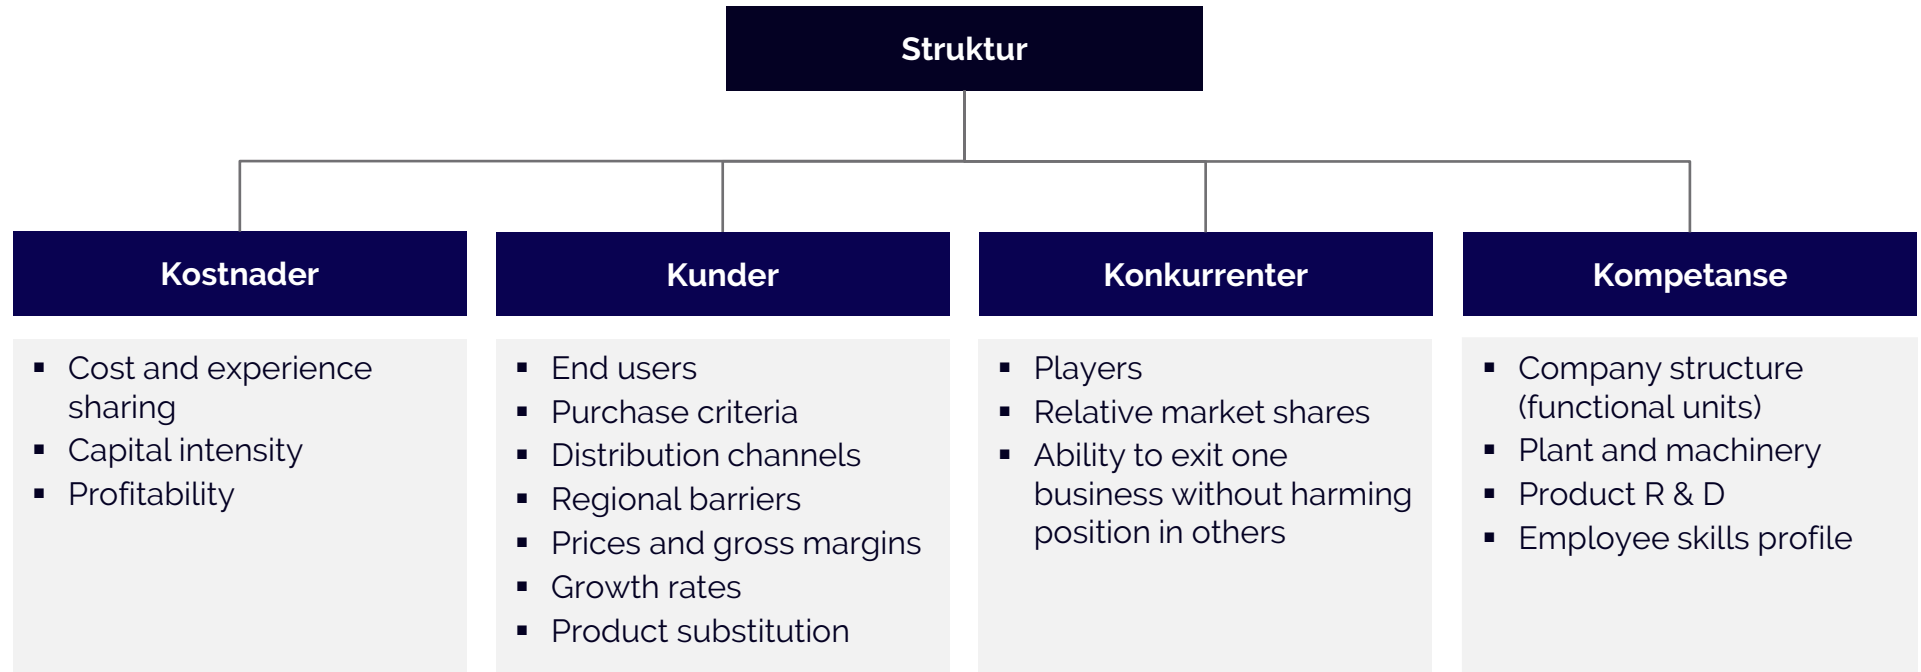 Struktur
Kostnader
Kunder
Konkurrenter
Kompetanse
▪ Cost and experience
sharing
▪ Capital intensity
▪ Profitability
▪ End users
▪ Purchase criteria
▪ Distribution channels
▪ Regional barriers
▪ Prices and gross margins
▪ Growth rates
▪ Product substitution
▪ Players
▪ Relative market shares
▪ Ability to exit one
business without harming
position in others
▪ Company structure
(functional units)
▪ Plant and machinery
▪ Product R & D
▪ Employee skills profile